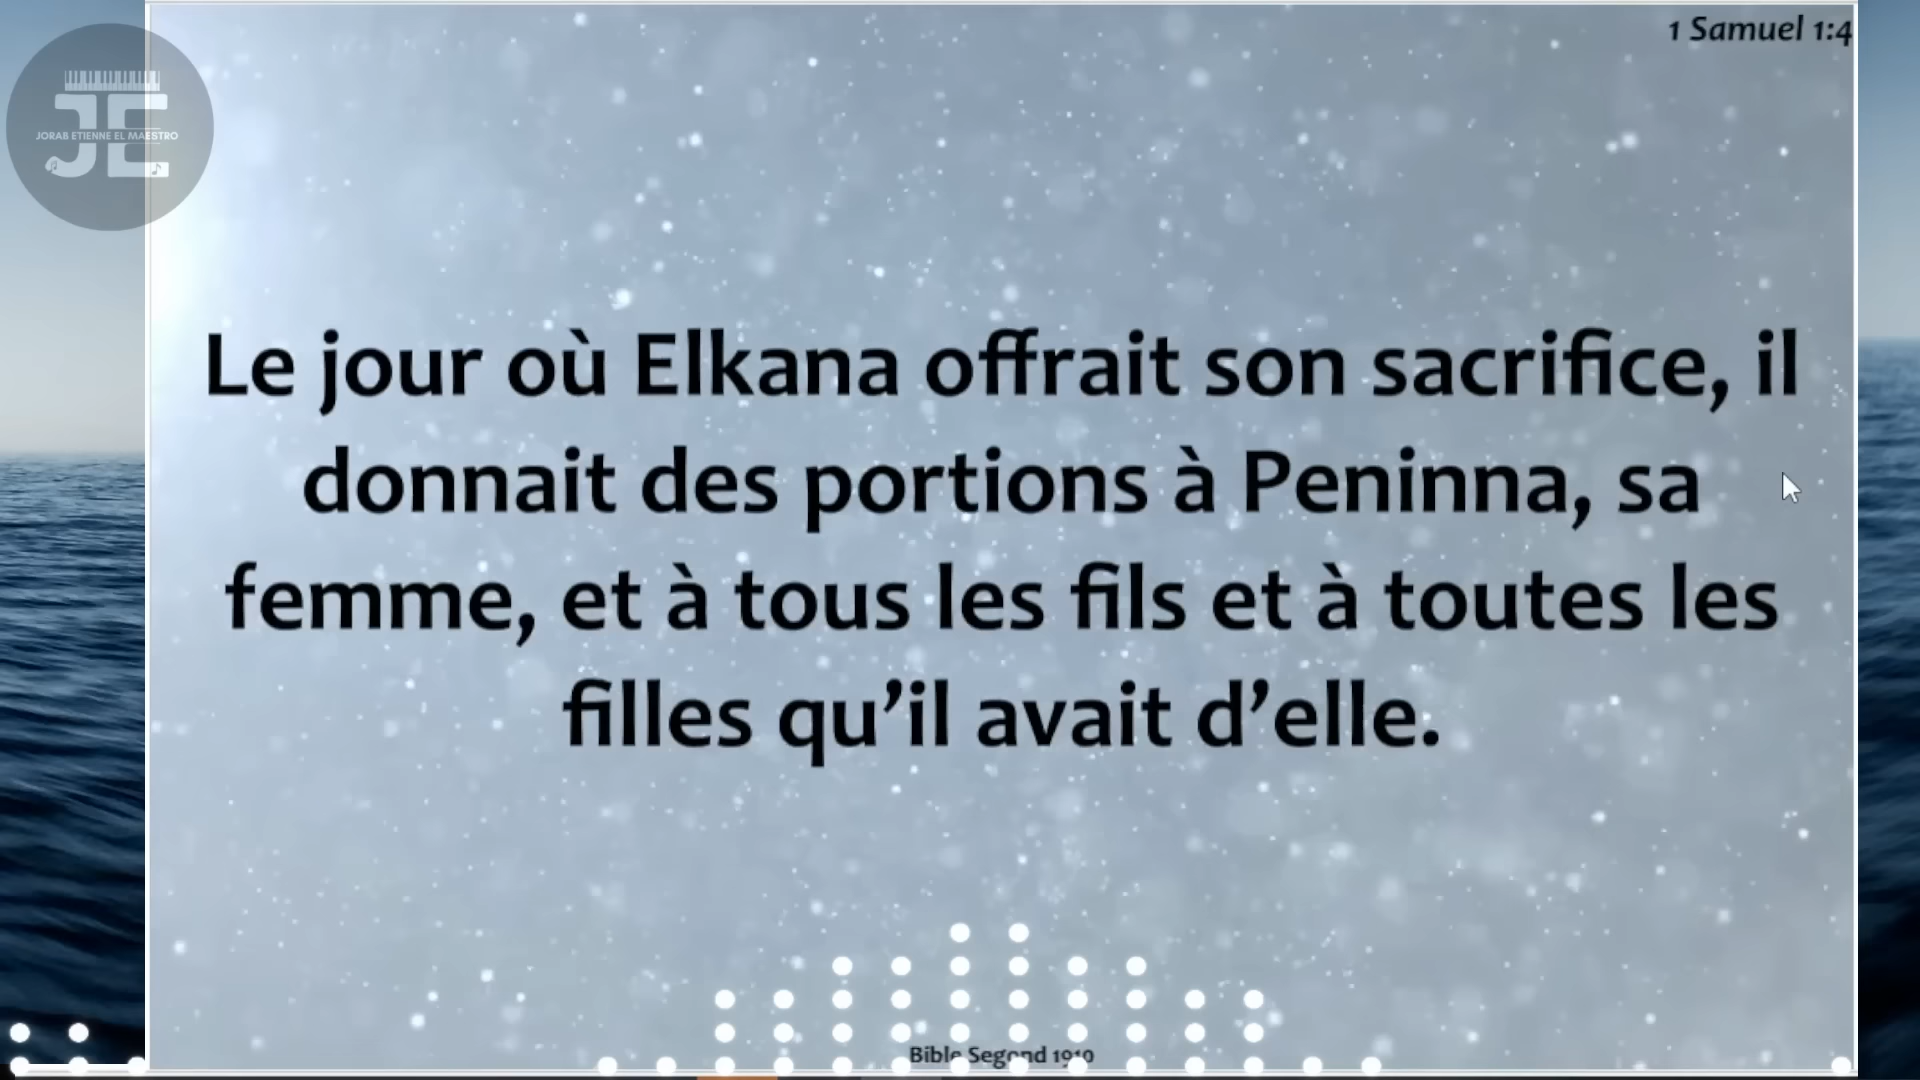 1 Samuel 1:4
JORAB ETIENNE EL MAESTRO
JE
Le jour où Elkana offrait son sacrifice, il
donnait des portions à Peninna, sa
femme, et à tous les fils et à toutes les
filles qu’il avait d’elle.
Bible Segond 1910